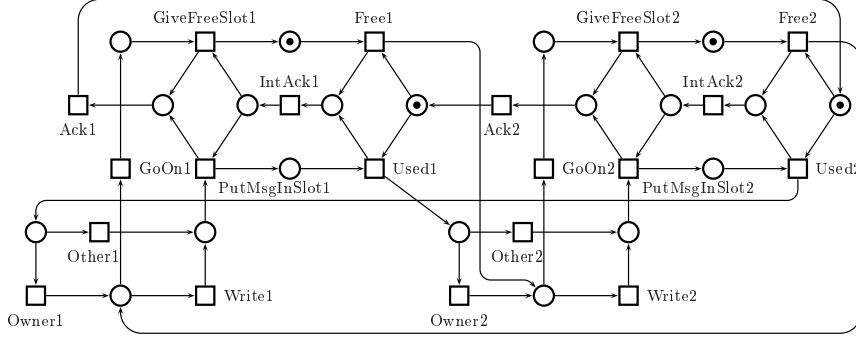 GiveFreeSlot1 Free1 GiveFreeSlot2 Free2
IntAck1 IntAck2
Ack1 Ack2
GoOn1 Used1 GoOn2 Used2
PutMsgInSlot1 PutMsgInSlot2
Other1 Other2
Write1 Write2
Owner1 Owner2